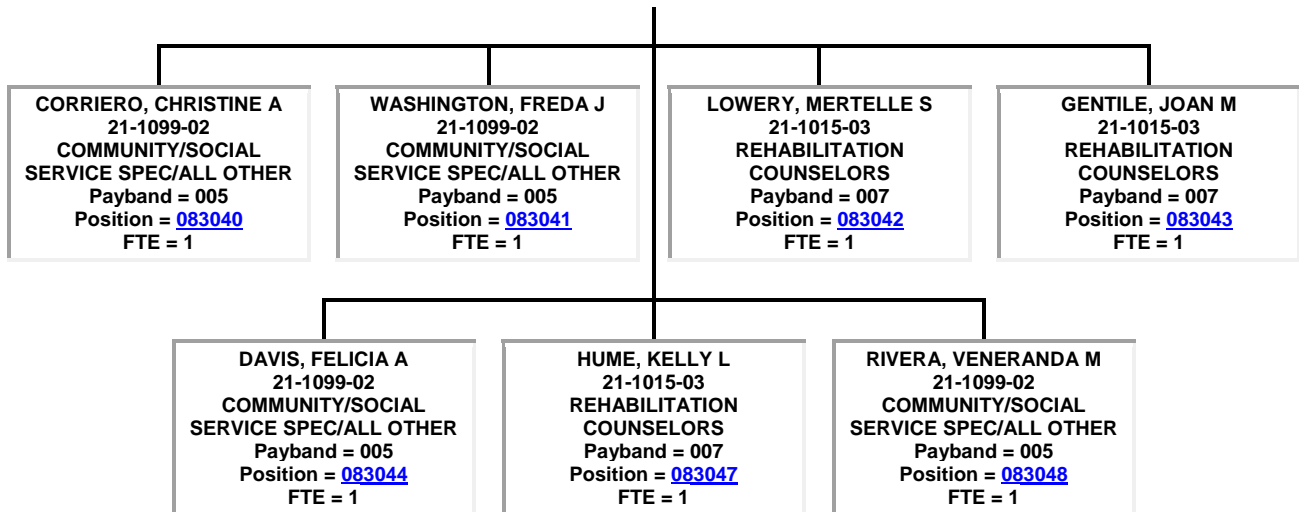 CORRIERO, CHRISTINE A
21-1099-02
COMMUNITY/SOCIAL
SERVICE SPEC/ALL OTHER
Payband = 005
Position = 083040
FTE = 1
WASHINGTON, FREDA J
21-1099-02
COMMUNITY/SOCIAL
SERVICE SPEC/ALL OTHER
Payband = 005
Position = 083041
FTE = 1
LOWERY, MERTELLE S
21-1015-03
REHABILITATION
COUNSELORS
Payband = 007
Position = 083042
FTE = 1
GENTILE, JOAN M
21-1015-03
REHABILITATION
COUNSELORS
Payband = 007
Position = 083043
FTE = 1
DAVIS, FELICIA A
21-1099-02
COMMUNITY/SOCIAL
SERVICE SPEC/ALL OTHER
Payband = 005
Position = 083044
FTE = 1
HUME, KELLY L
21-1015-03
REHABILITATION
COUNSELORS
Payband = 007
Position = 083047
FTE = 1
RIVERA, VENERANDA M
21-1099-02
COMMUNITY/SOCIAL
SERVICE SPEC/ALL OTHER
Payband = 005
Position = 083048
FTE = 1